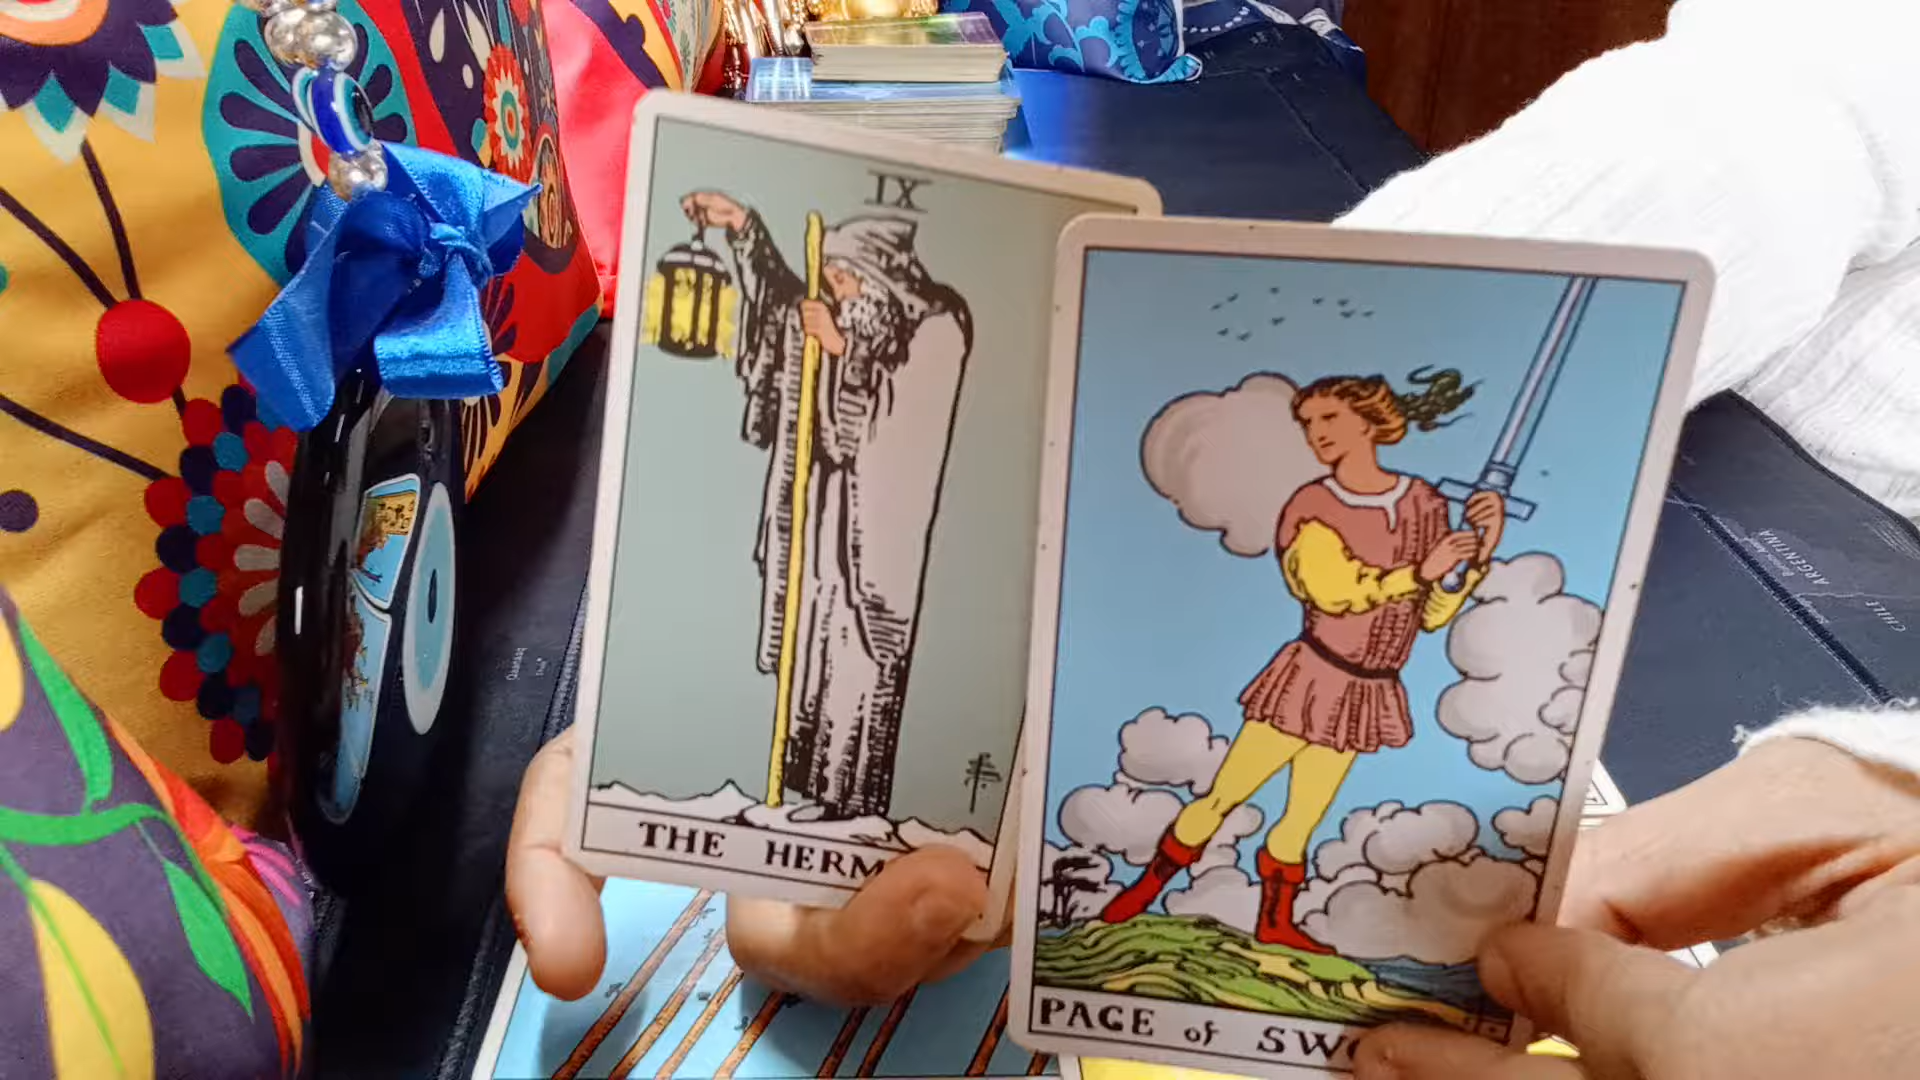 IX
THE HERM
PAGE of SW
ARGENTINA
CHILE